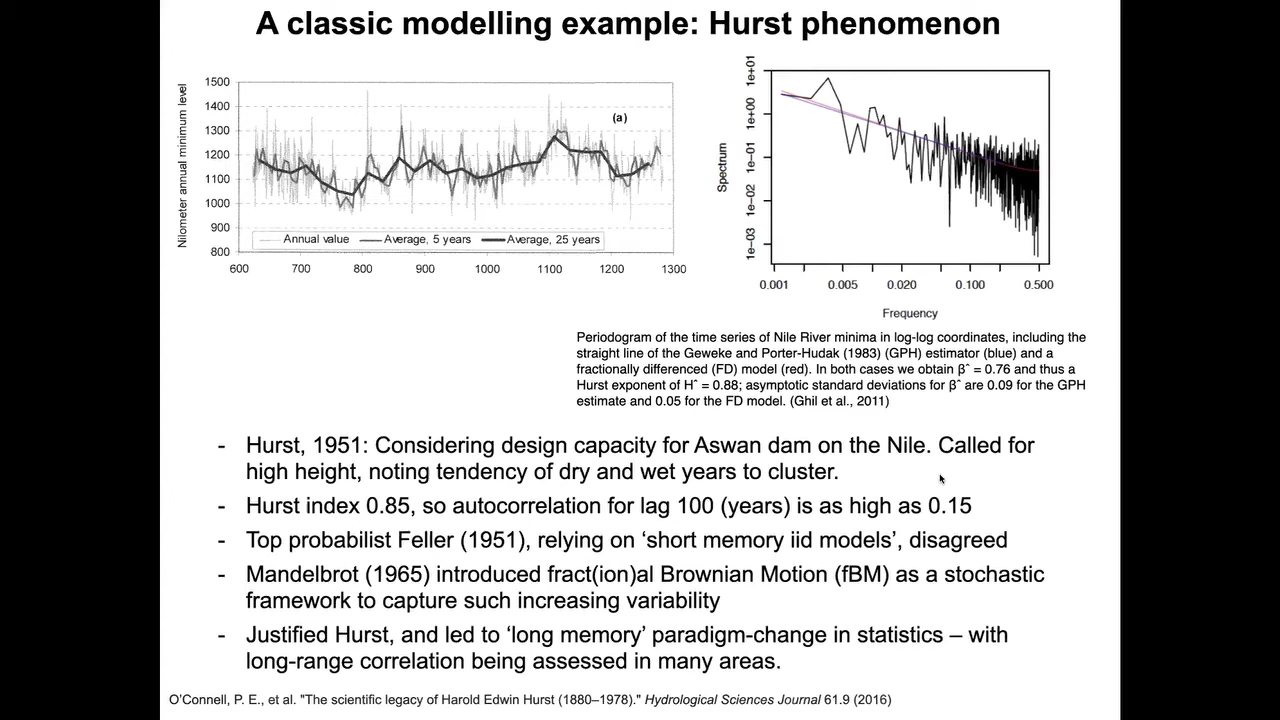 A classic modelling example: Hurst phenomenon
Nilometer annual minimum level
1500
1400
1300
1200
1100
1000
900
800
(a)
Annual value
Average, 5 years
Average, 25 years
600 700 800 900 1000 1100 1200 1300
Spectrum
1e+01
1e+00
1e-01
1e-02
1e-03
0.001 0.005 0.020 0.100 0.500
Frequency
Periodogram of the time series of Nile River minima in log-log coordinates, including the
straight line of the Geweke and Porter-Hudak (1983) (GPH) estimator (blue) and a
fractionally differenced (FD) model (red). In both cases we obtain βˆ = 0.76 and thus a
Hurst exponent of Hˆ = 0.88; asymptotic standard deviations for βˆ are 0.09 for the GPH
estimate and 0.05 for the FD model. (Ghil et al., 2011)
- Hurst, 1951: Considering design capacity for Aswan dam on the Nile. Called for
high height, noting tendency of dry and wet years to cluster.
- Hurst index 0.85, so autocorrelation for lag 100 (years) is as high as 0.15
- Top probabilist Feller (1951), relying on ‘short memory iid models’, disagreed
- Mandelbrot (1965) introduced fract(ion)al Brownian Motion (fBM) as a stochastic
framework to capture such increasing variability
- Justified Hurst, and led to ‘long memory’ paradigm-change in statistics – with
long-range correlation being assessed in many areas.
O’Connell, P. E., et al. "The scientific legacy of Harold Edwin Hurst (1880–1978)." Hydrological Sciences Journal 61.9 (2016)